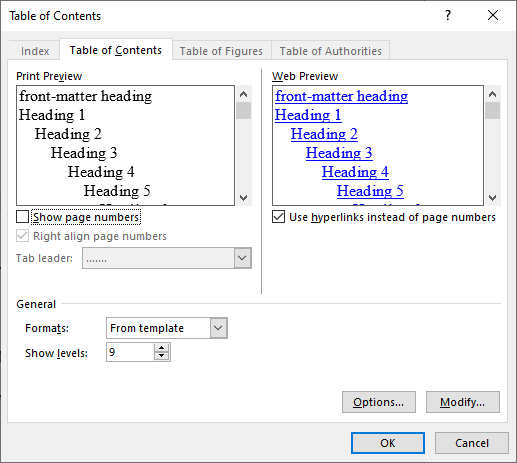 Table of Contents
Index
Table of Contents
Table of Figures
Table of Authorities
Print Preview
front-matter heading
Heading 1
Heading 2
Heading 3
Heading 4
Heading 5
Show page numbers
Right align page numbers
Tab leader:
.......
Web Preview
front-matter heading
Heading 1
Heading 2
Heading 3
Heading 4
Heading 5
Use hyperlinks instead of page numbers
General
Formats:
From template
Show levels:
9
Options...
Modify...
OK
Cancel